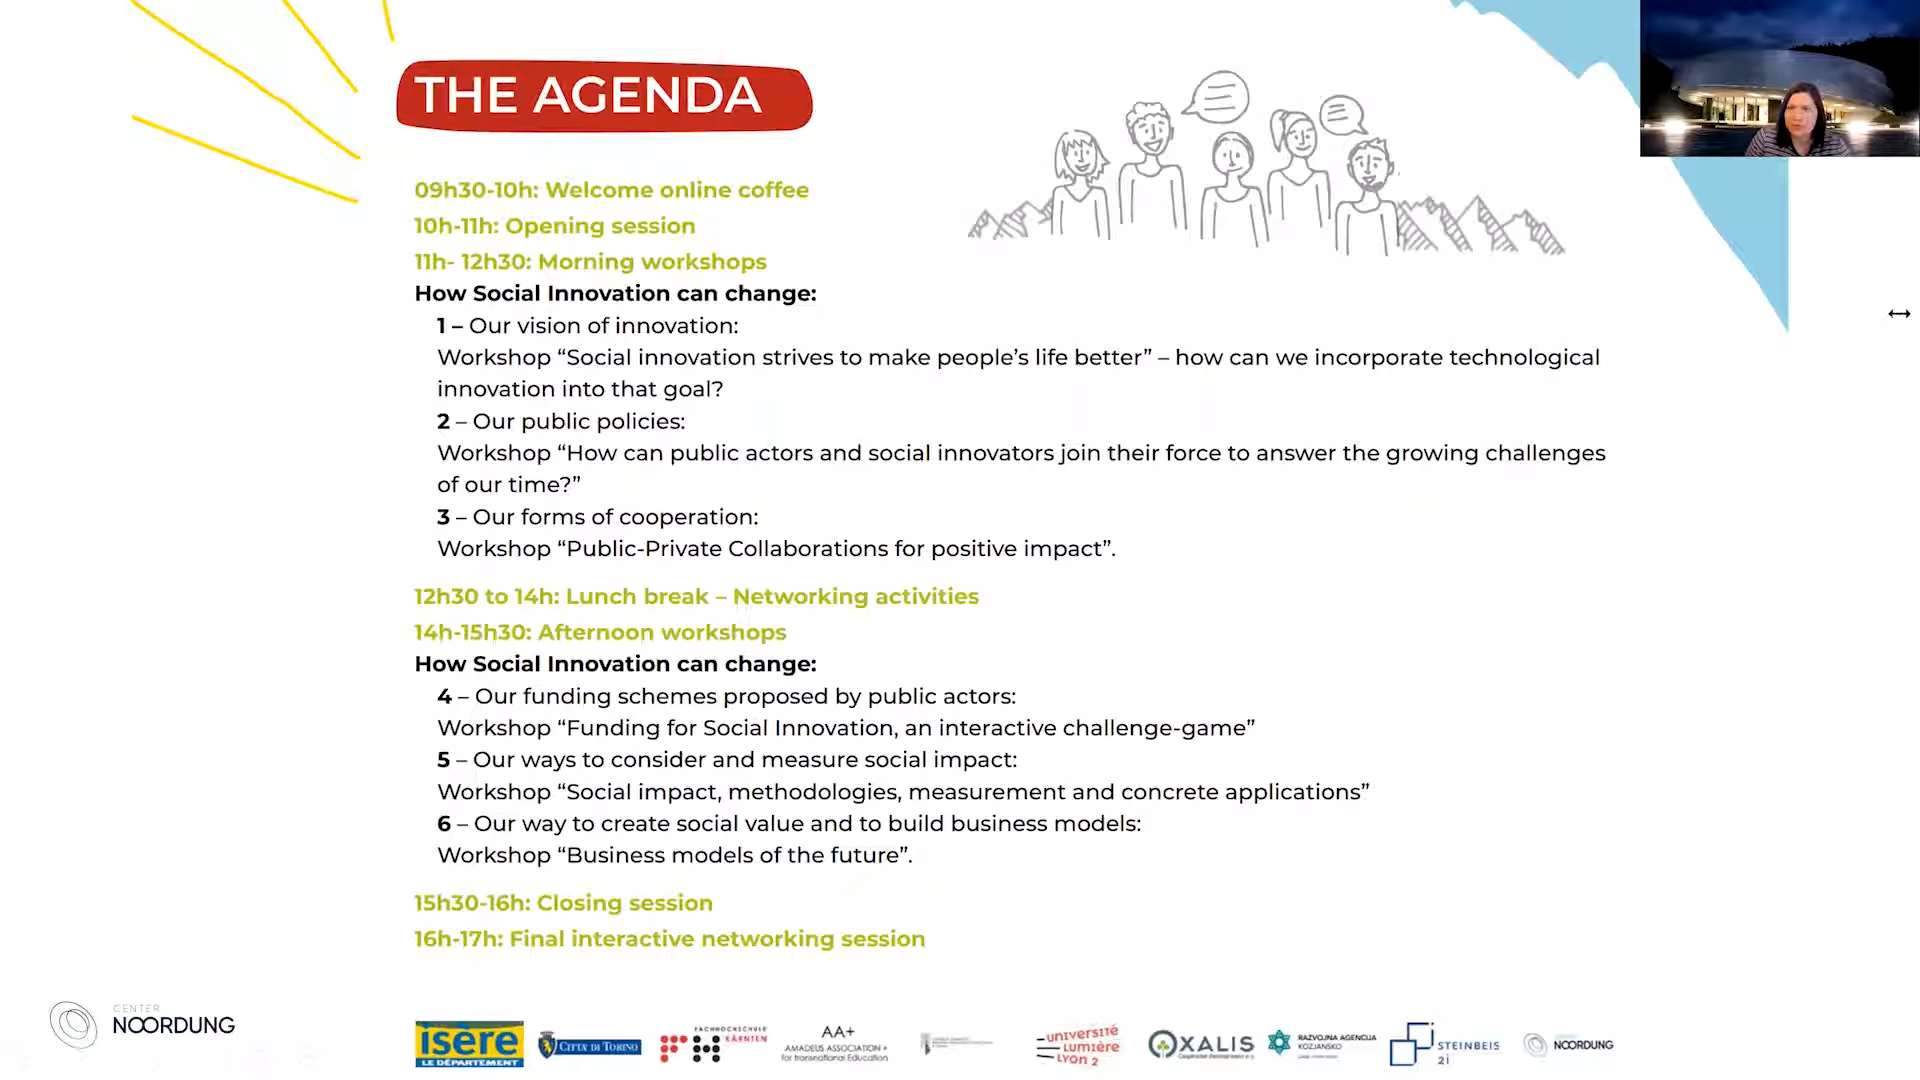 THE AGENDA
09h30-10h: Welcome online coffee
10h-11h: Opening session
11h- 12h30: Morning workshops
How Social Innovation can change:
1 – Our vision of innovation:
Workshop “Social innovation strives to make people’s life better” – how can we incorporate technological
innovation into that goal?
2 – Our public policies:
Workshop “How can public actors and social innovators join their force to answer the growing challenges
of our time?”
3 – Our forms of cooperation:
Workshop “Public-Private Collaborations for positive impact”.
12h30 to 14h: Lunch break – Networking activities
14h-15h30: Afternoon workshops
How Social Innovation can change:
4 – Our funding schemes proposed by public actors:
Workshop “Funding for Social Innovation, an interactive challenge-game”
5 – Our ways to consider and measure social impact:
Workshop “Social impact, methodologies, measurement and concrete applications”
6 – Our way to create social value and to build business models:
Workshop “Business models of the future”.
15h30-16h: Closing session
16h-17h: Final interactive networking session
CENTER
NOORDUNG
isère
LE DÉPARTEMENT
CITTA' DI TORINO
FH
FACHHOCHSCHULE
KÄRNTEN
AA+
AMADEUS ASSOCIATION +
for transnational Education
UNIVERSITÉ
LUMIÈRE
LYON 2
OXALIS
RAZVOJNA AGENCIJA
KOZJANSKO
STEINBEIS
2i
NOORDUNG